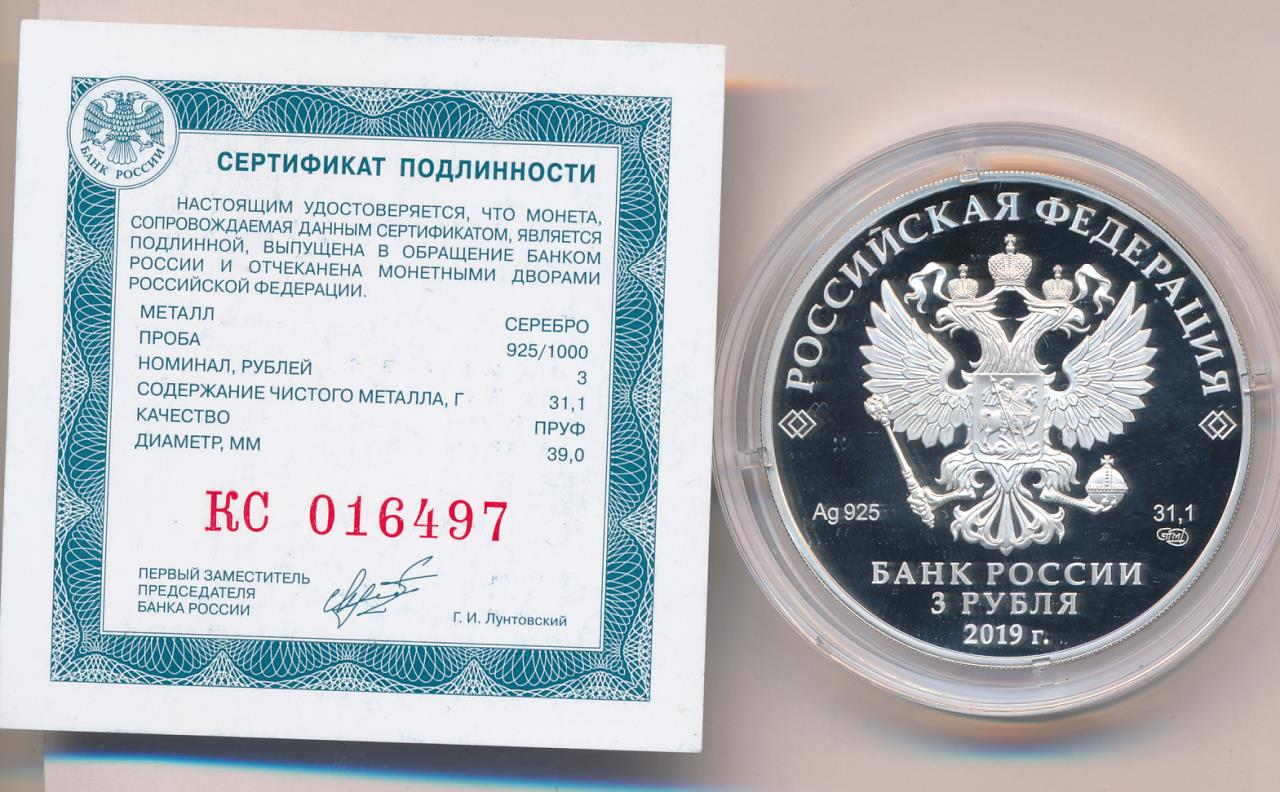 БАНК РОССИИ
СЕРТИФИКАТ ПОДЛИННОСТИ
НАСТОЯЩИМ УДОСТОВЕРЯЕТСЯ, ЧТО МОНЕТА,
СОПРОВОЖДАЕМАЯ ДАННЫМ СЕРТИФИКАТОМ, ЯВЛЯЕТСЯ
ПОДЛИННОЙ, ВЫПУЩЕНА В ОБРАЩЕНИЕ БАНКОМ
РОССИИ И ОТЧЕКАНЕНА МОНЕТНЫМИ ДВОРАМИ
РОССИЙСКОЙ ФЕДЕРАЦИИ.
МЕТАЛЛ СЕРЕБРО
ПРОБА 925/1000
НОМИНАЛ, РУБЛЕЙ 3
СОДЕРЖАНИЕ ЧИСТОГО МЕТАЛЛА, Г 31,1
КАЧЕСТВО ПРУФ
ДИАМЕТР, ММ 39,0
КС 016497
ПЕРВЫЙ ЗАМЕСТИТЕЛЬ
ПРЕДСЕДАТЕЛЯ
БАНКА РОССИИ
Г. И. Лунтовский
РОССИЙСКАЯ ФЕДЕРАЦИЯ
Ag 925 31,1
СПМД
БАНК РОССИИ
3 РУБЛЯ
2019 г.